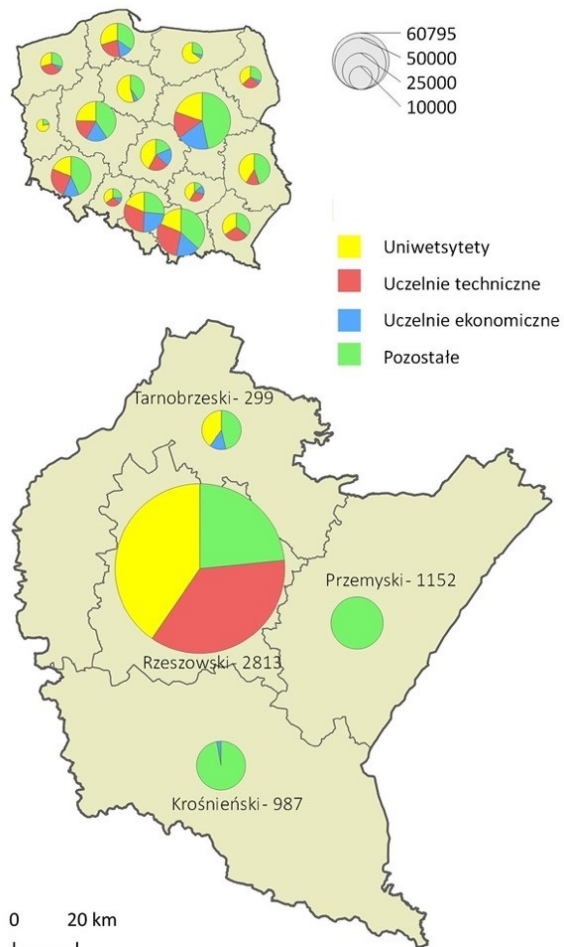 60795
50000
25000
10000
Uniwetsytety
Uczelnie techniczne
Uczelnie ekonomiczne
Pozostałe
Tarnobrzeski- 299
Przemyski- 1152
Rzeszowski- 2813
Krośnieński- 987
0 20 km